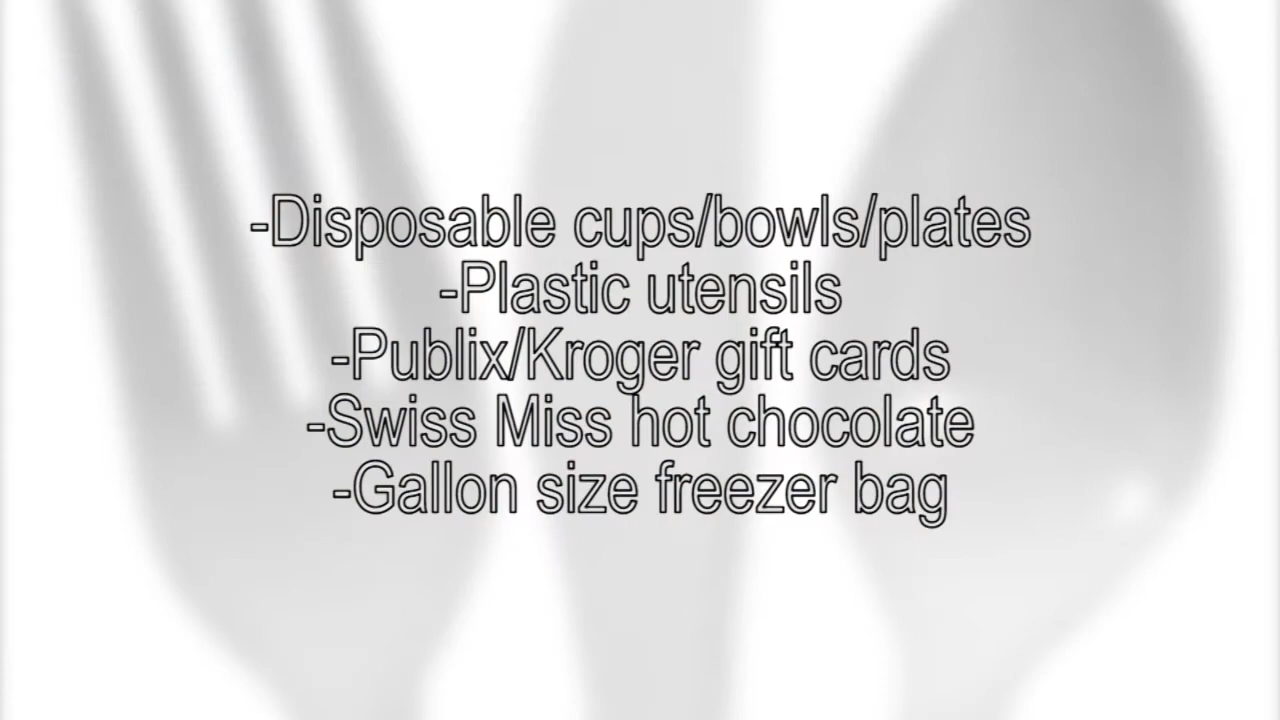 -Disposable cups/bowls/plates
-Plastic utensils
-Publix/Kroger gift cards
-Swiss Miss hot chocolate
-Gallon size freezer bag